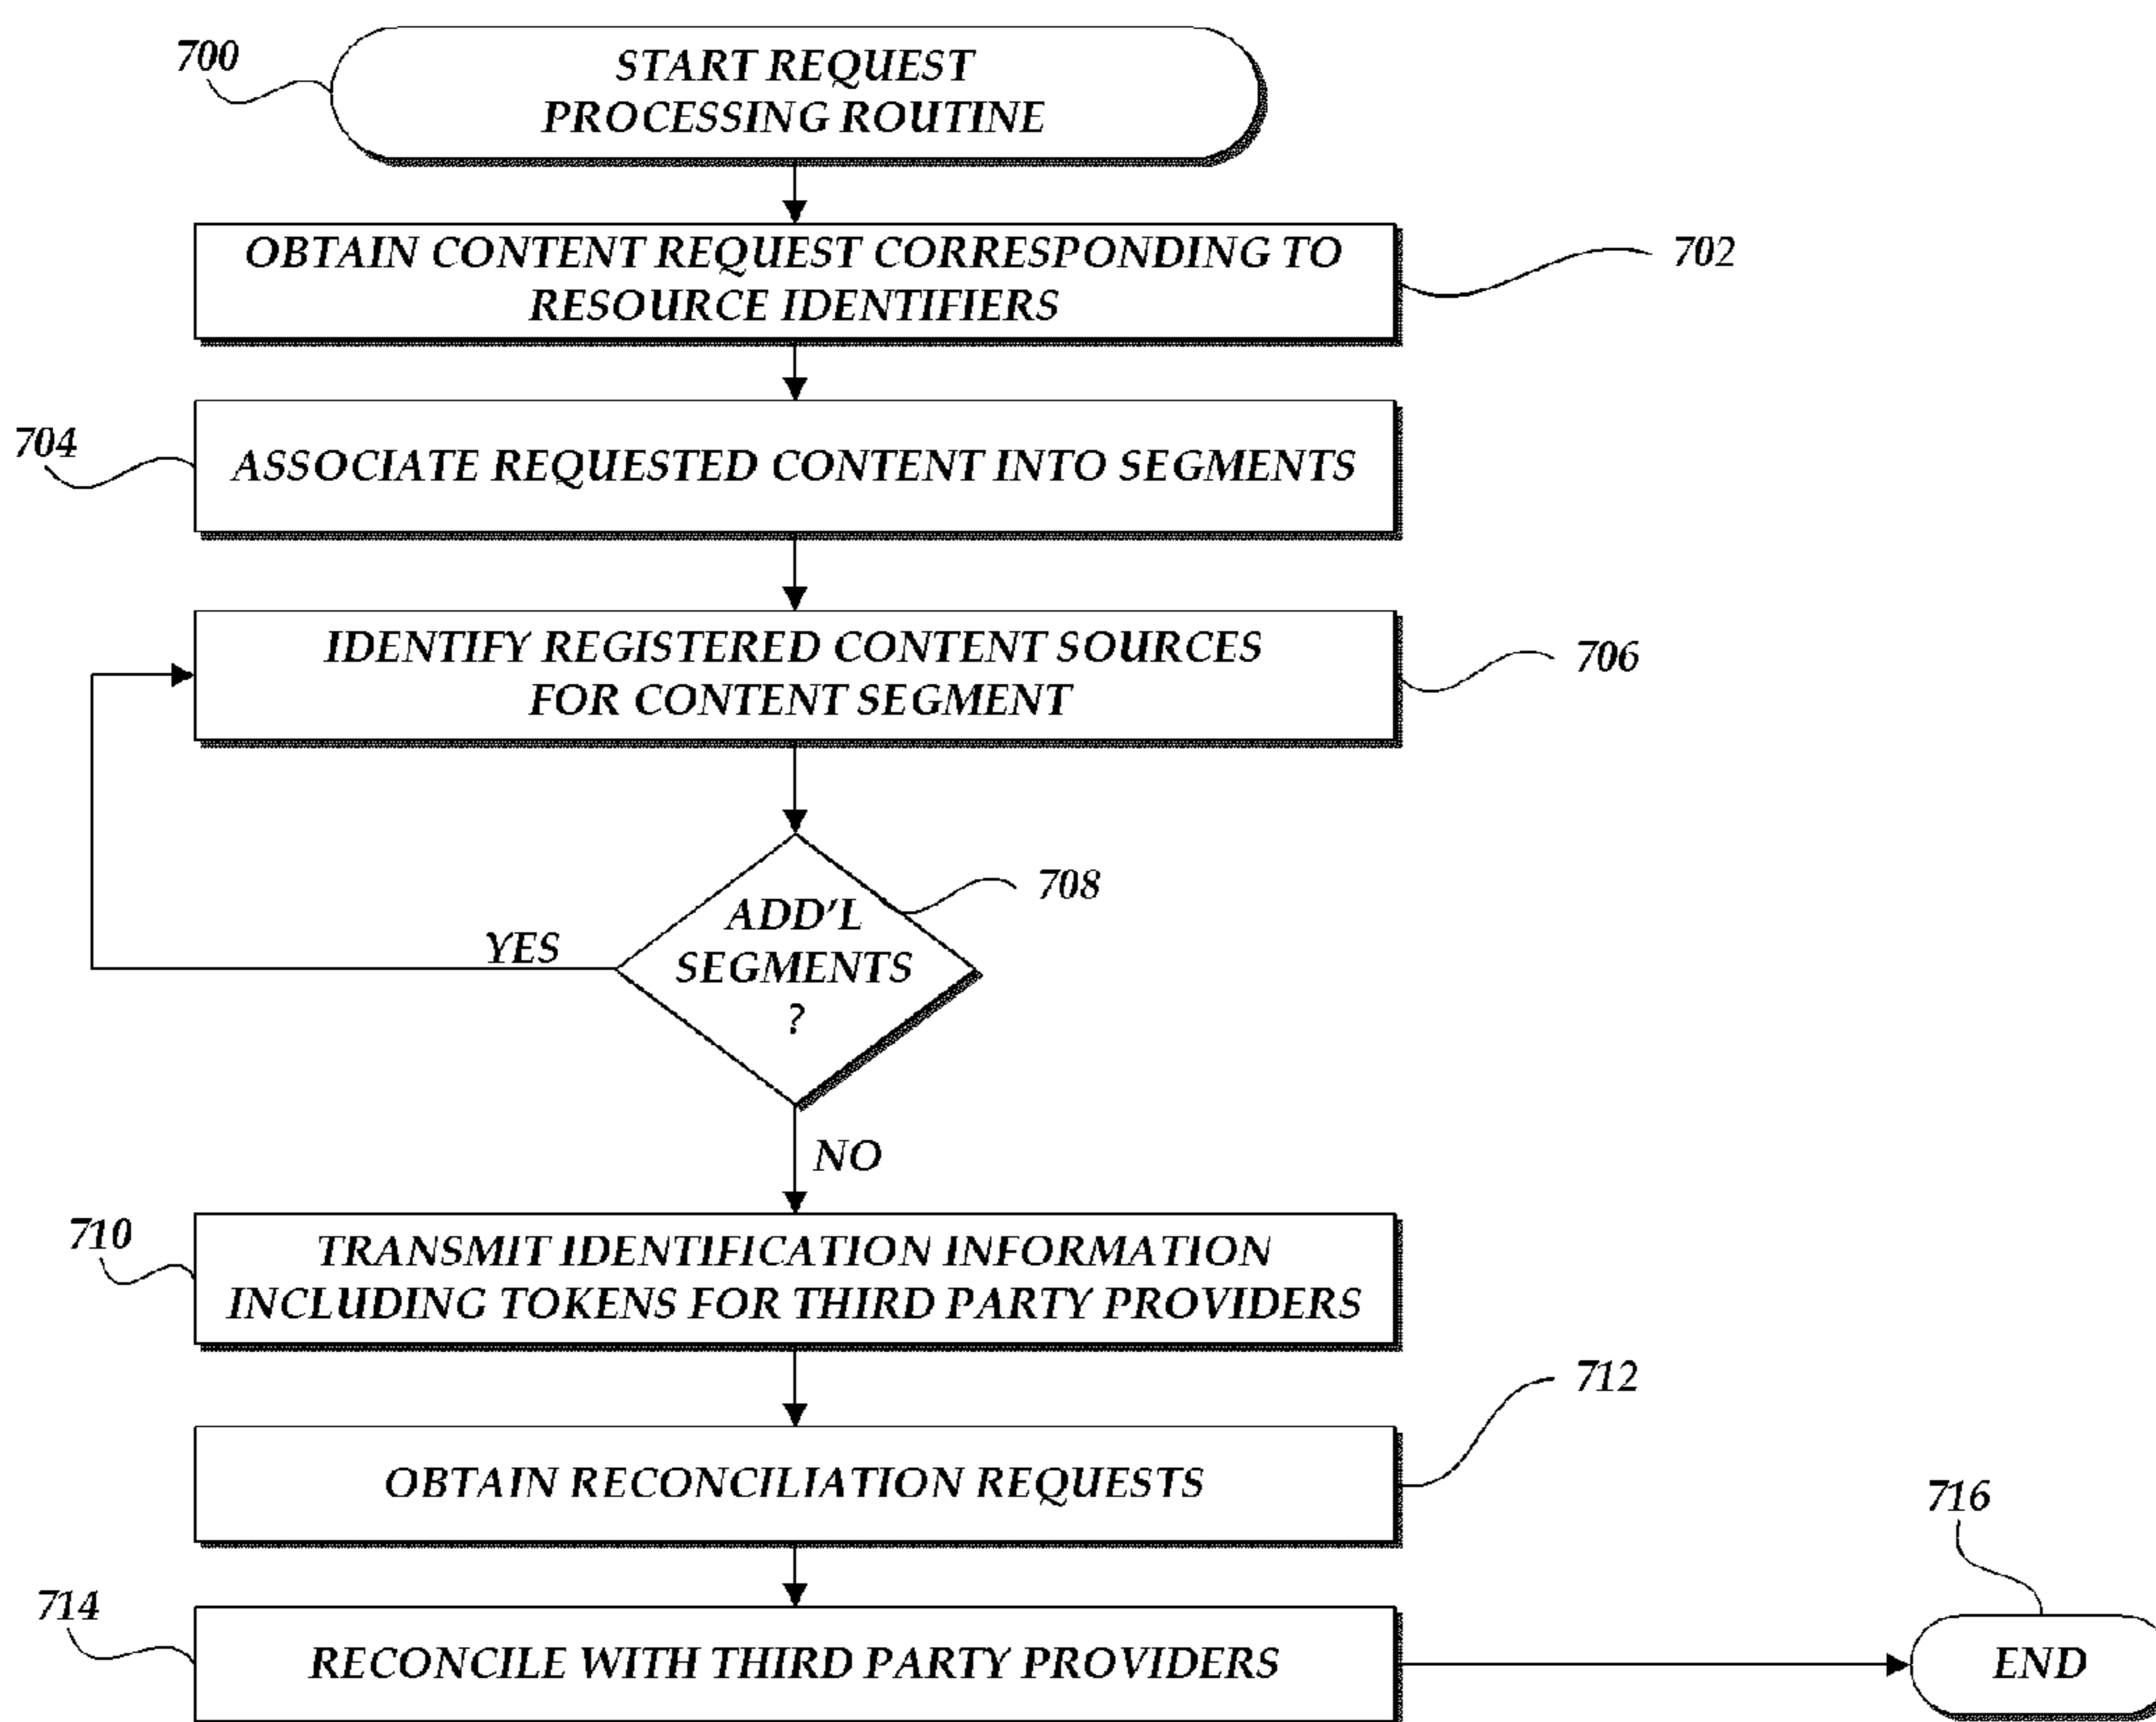 700
START REQUEST
PROCESSING ROUTINE
OBTAIN CONTENT REQUEST CORRESPONDING TO
RESOURCE IDENTIFIERS
702
704
ASSOCIATE REQUESTED CONTENT INTO SEGMENTS
IDENTIFY REGISTERED CONTENT SOURCES
FOR CONTENT SEGMENT
706
708
ADD'L
SEGMENTS
?
YES
NO
710
TRANSMIT IDENTIFICATION INFORMATION
INCLUDING TOKENS FOR THIRD PARTY PROVIDERS
712
OBTAIN RECONCILIATION REQUESTS
714
RECONCILE WITH THIRD PARTY PROVIDERS
716
END